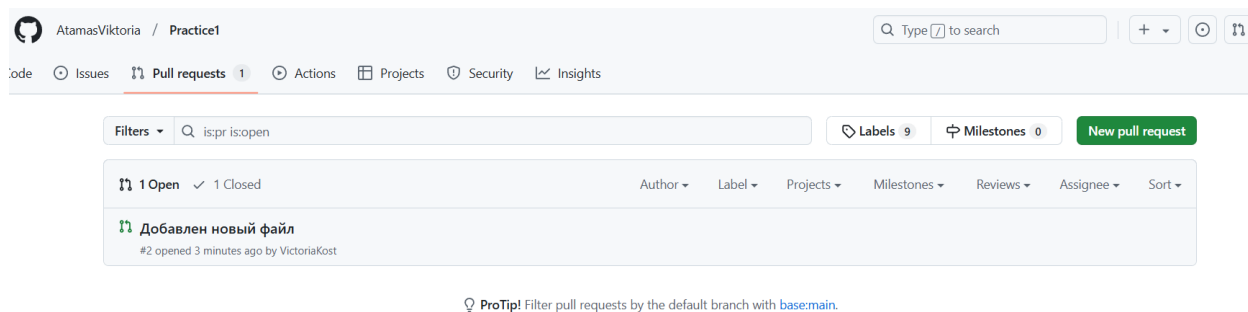 AtamasViktoria / Practice1
Type / to search
Code Issues Pull requests 1 Actions Projects Security Insights
Filters is:pr is:open Labels 9 Milestones 0 New pull request
1 Open 1 Closed Author Label Projects Milestones Reviews Assignee Sort
Добавлен новый файл
#2 opened 3 minutes ago by VictoriaKost
ProTip! Filter pull requests by the default branch with base:main.